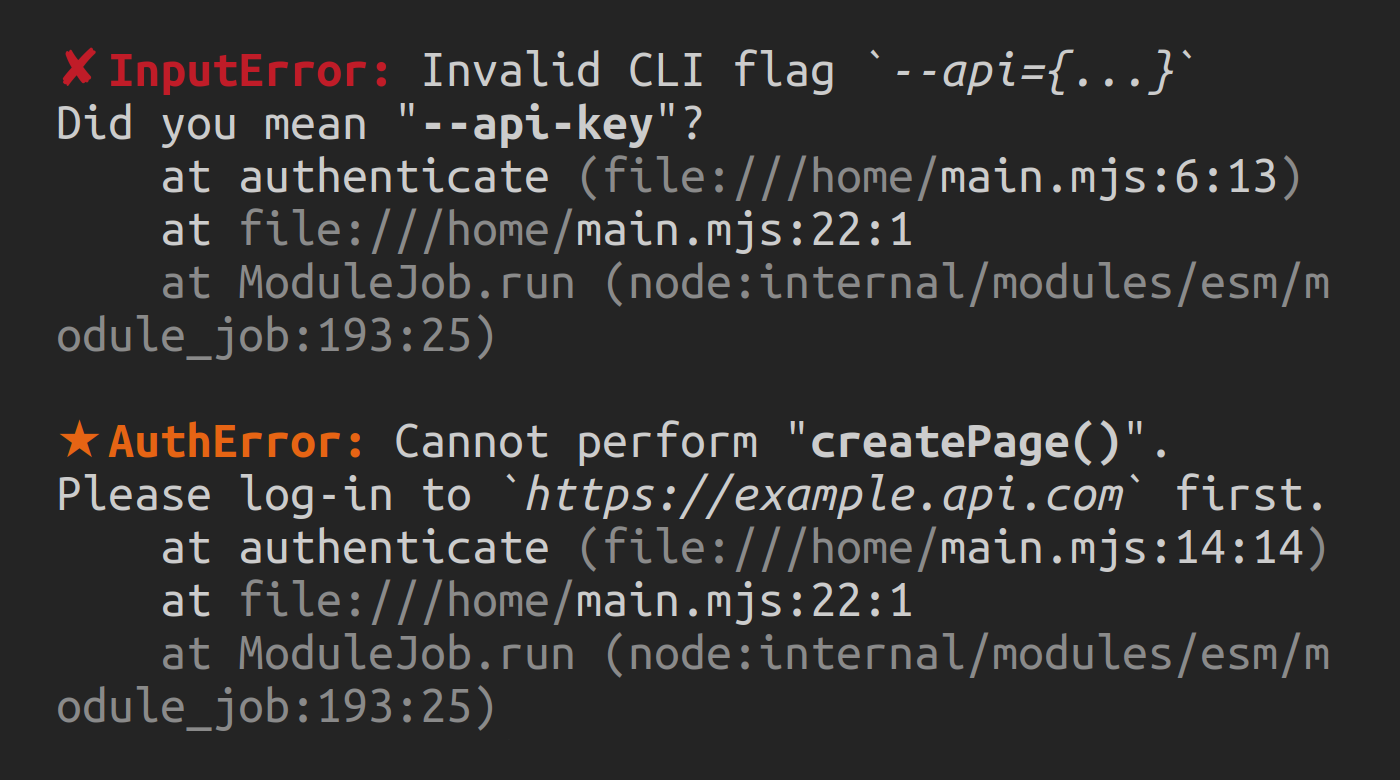 ✘ InputError: Invalid CLI flag `--api={...}`
Did you mean "--api-key"?
    at authenticate (file:///home/main.mjs:6:13)
    at file:///home/main.mjs:22:1
    at ModuleJob.run (node:internal/modules/esm/m
odule_job:193:25)

★ AuthError: Cannot perform "createPage()".
Please log-in to `https://example.api.com` first.
    at authenticate (file:///home/main.mjs:14:14)
    at file:///home/main.mjs:22:1
    at ModuleJob.run (node:internal/modules/esm/m
odule_job:193:25)